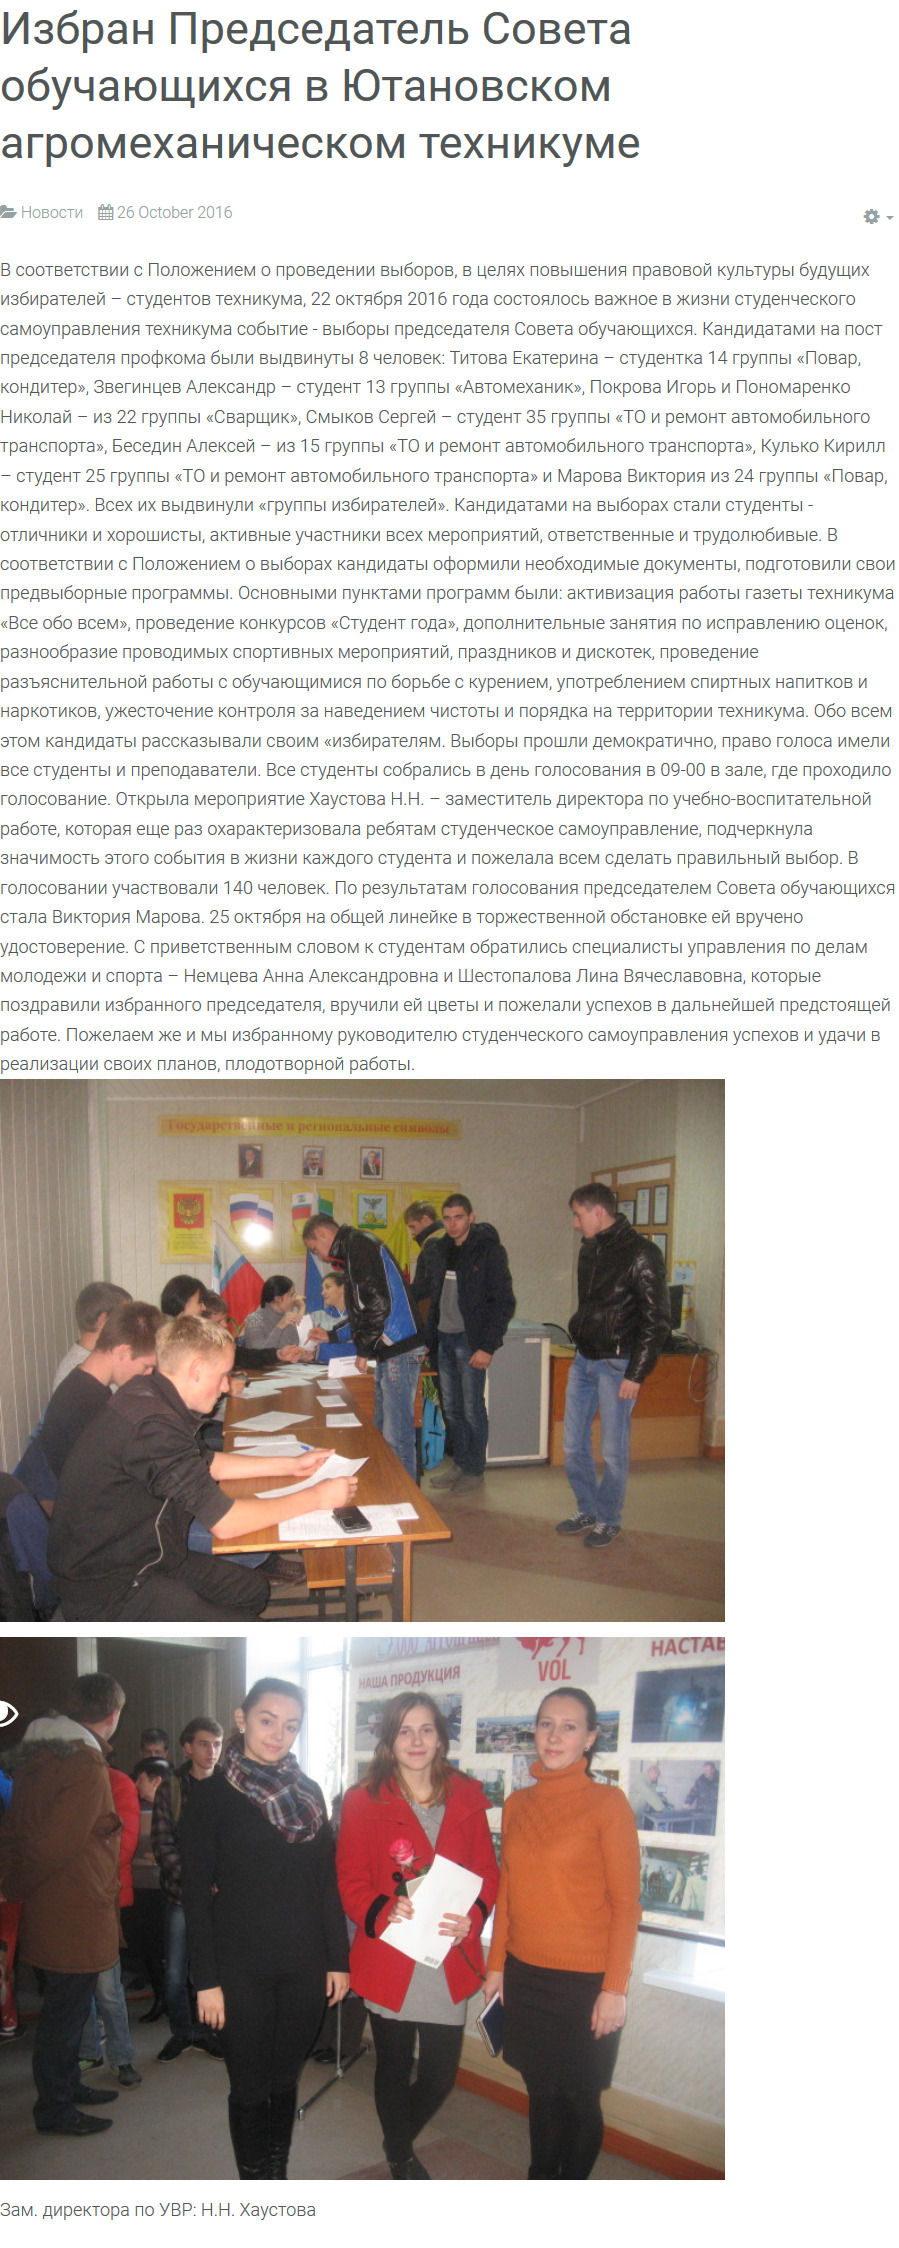 Избран Председатель Совета
обучающихся в Ютановском
агромеханическом техникуме
Новости 26 October 2016
В соответствии с Положением о проведении выборов, в целях повышения правовой культуры будущих
избирателей – студентов техникума, 22 октября 2016 года состоялось важное в жизни студенческого
самоуправления техникума событие - выборы председателя Совета обучающихся. Кандидатами на пост
председателя профкома были выдвинуты 8 человек: Титова Екатерина – студентка 14 группы «Повар,
кондитер», Звегинцев Александр – студент 13 группы «Автомеханик», Покрова Игорь и Пономаренко
Николай – из 22 группы «Сварщик», Смыков Сергей – студент 35 группы «ТО и ремонт автомобильного
транспорта», Беседин Алексей – из 15 группы «ТО и ремонт автомобильного транспорта», Кулько Кирилл
– студент 25 группы «ТО и ремонт автомобильного транспорта» и Марова Виктория из 24 группы «Повар,
кондитер». Всех их выдвинули «группы избирателей». Кандидатами на выборах стали студенты -
отличники и хорошисты, активные участники всех мероприятий, ответственные и трудолюбивые. В
соответствии с Положением о выборах кандидаты оформили необходимые документы, подготовили свои
предвыборные программы. Основными пунктами программ были: активизация работы газеты техникума
«Все обо всем», проведение конкурсов «Студент года», дополнительные занятия по исправлению оценок,
разнообразие проводимых спортивных мероприятий, праздников и дискотек, проведение
разъяснительной работы с обучающимися по борьбе с курением, употреблением спиртных напитков и
наркотиков, ужесточение контроля за наведением чистоты и порядка на территории техникума. Обо всем
этом кандидаты рассказывали своим «избирателям. Выборы прошли демократично, право голоса имели
все студенты и преподаватели. Все студенты собрались в день голосования в 09-00 в зале, где проходило
голосование. Открыла мероприятие Хаустова Н.Н. – заместитель директора по учебно-воспитательной
работе, которая еще раз охарактеризовала ребятам студенческое самоуправление, подчеркнула
значимость этого события в жизни каждого студента и пожелала всем сделать правильный выбор. В
голосовании участвовали 140 человек. По результатам голосования председателем Совета обучающихся
стала Виктория Марова. 25 октября на общей линейке в торжественной обстановке ей вручено
удостоверение. С приветственным словом к студентам обратились специалисты управления по делам
молодежи и спорта – Немцева Анна Александровна и Шестопалова Лина Вячеславовна, которые
поздравили избранного председателя, вручили ей цветы и пожелали успехов в дальнейшей предстоящей
работе. Пожелаем же и мы избранному руководителю студенческого самоуправления успехов и удачи в
реализации своих планов, плодотворной работы.
Государственные и региональные символы
НАША ПРОДУКЦИЯ
VOL
НАСТАВ
Зам. директора по УВР: Н.Н. Хаустова